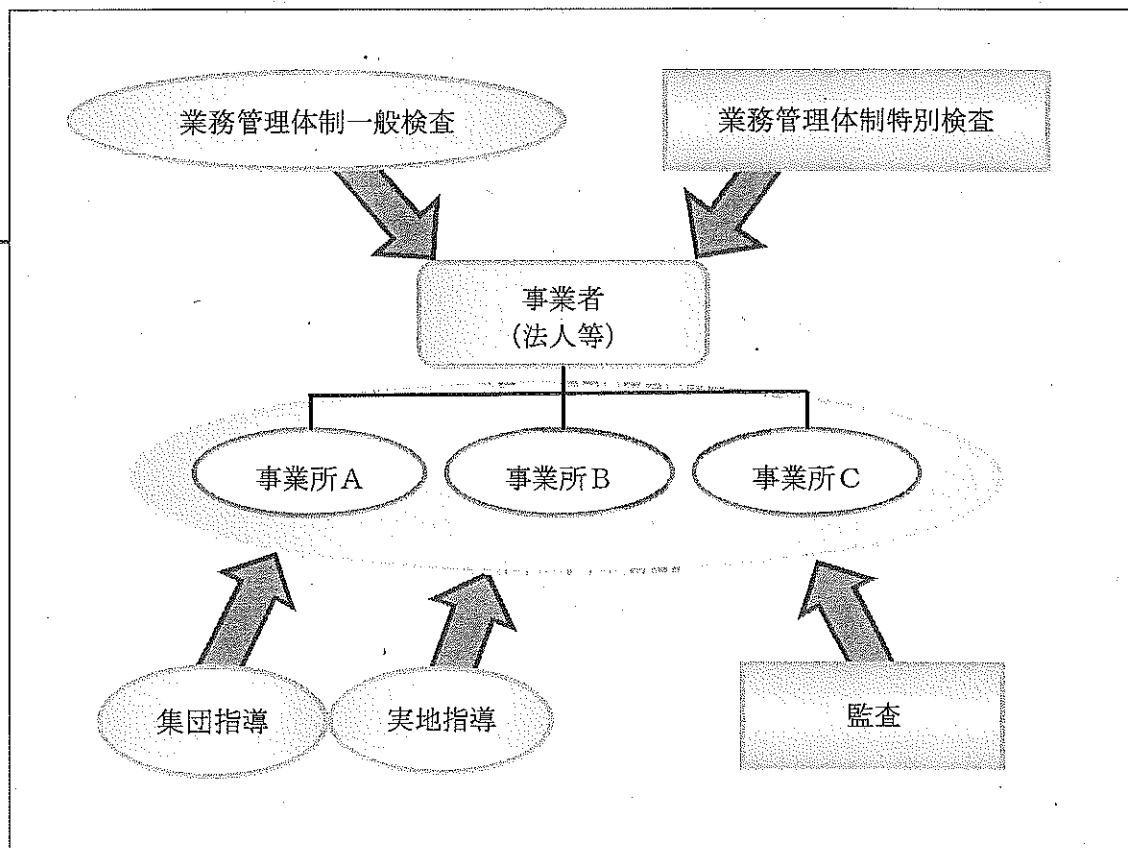 業務管理体制一般検査
業務管理体制特別検査
事業者
(法人等)
事業所A
事業所B
事業所C
集団指導
実地指導
監査